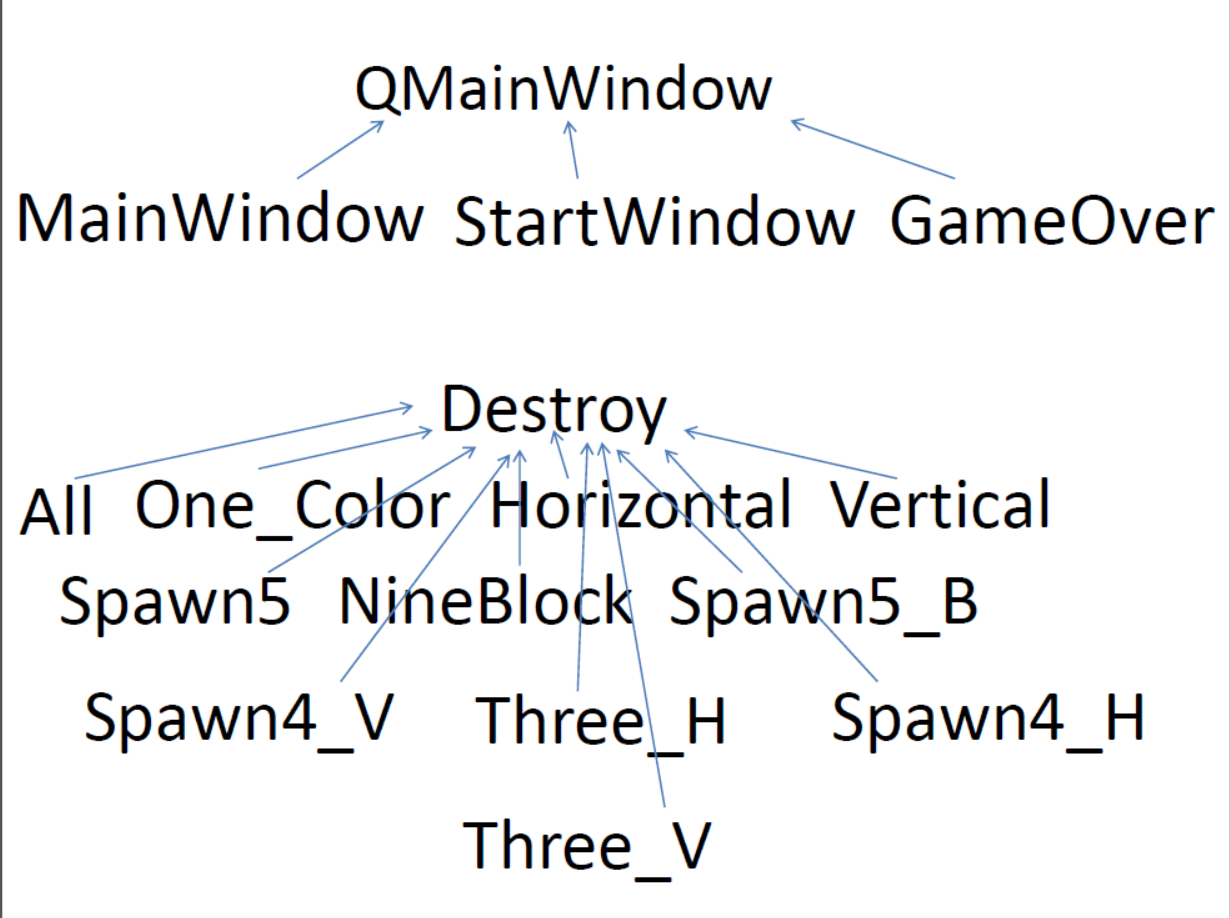 QMainWindow
MainWindow StartWindow GameOver
Destroy
All One_Color Horizontal Vertical
Spawn5 NineBlock Spawn5_B
Spawn4_V Three_H Spawn4_H
Three_V